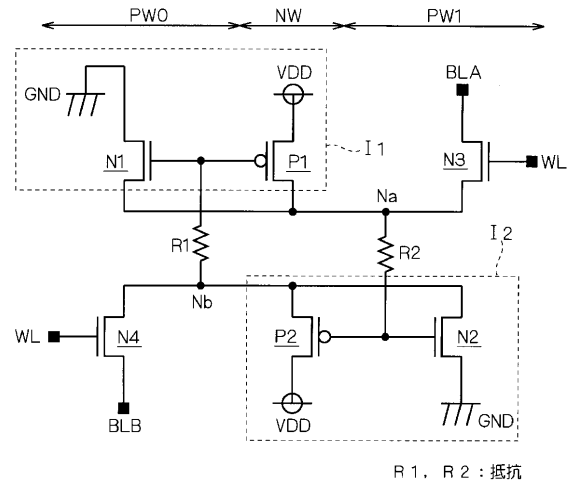 PW0 NW PW1
BLA
VDD
GND
I1
N1 P1 N3 WL
Na
R1 R2
I2
Nb
WL N4 P2 N2
BLB VDD GND
R1, R2:抵抗